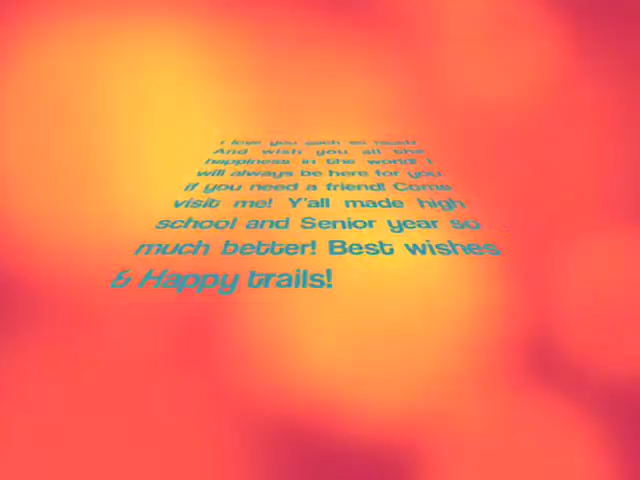 I love you each so much!
And wish you all the
happiness in the world! I
will always be here for you
if you need a friend! Come
visit me! Y'all made high
school and Senior year so
much better! Best wishes
& Happy trails!